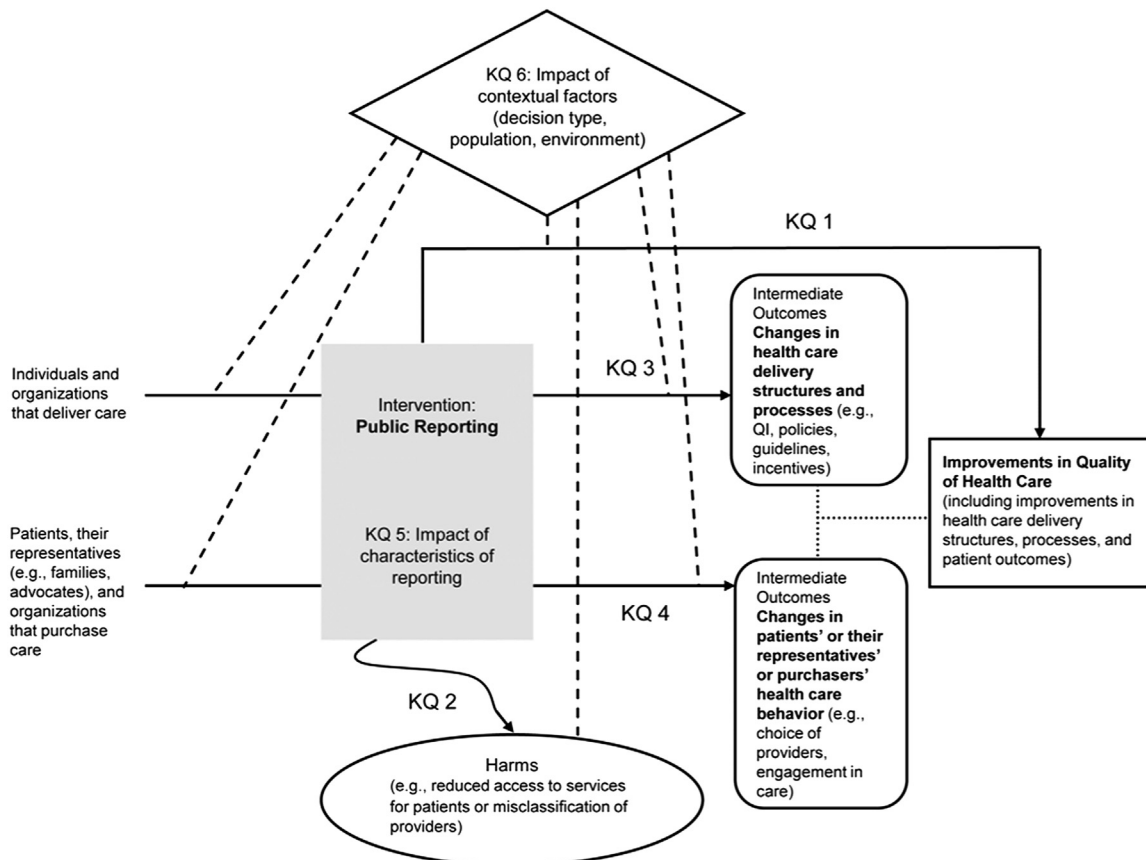 KQ 6: Impact of
contextual factors
(decision type,
population, environment)
KQ 1
Individuals and
organizations
that deliver care
Intervention:
Public Reporting
KQ 3
Intermediate
Outcomes
Changes in
health care
delivery
structures and
processes (e.g.,
QI, policies,
guidelines,
incentives)
Improvements in Quality
of Health Care
(including improvements in
health care delivery
structures, processes, and
patient outcomes)
Patients, their
representatives
(e.g., families,
advocates), and
organizations
that purchase
care
KQ 5: Impact of
characteristics of
reporting
KQ 4
Intermediate
Outcomes
Changes in
patients' or their
representatives'
or purchasers'
health care
behavior (e.g.,
choice of
providers,
engagement in
care)
KQ 2
Harms
(e.g., reduced access to services
for patients or misclassification of
providers)